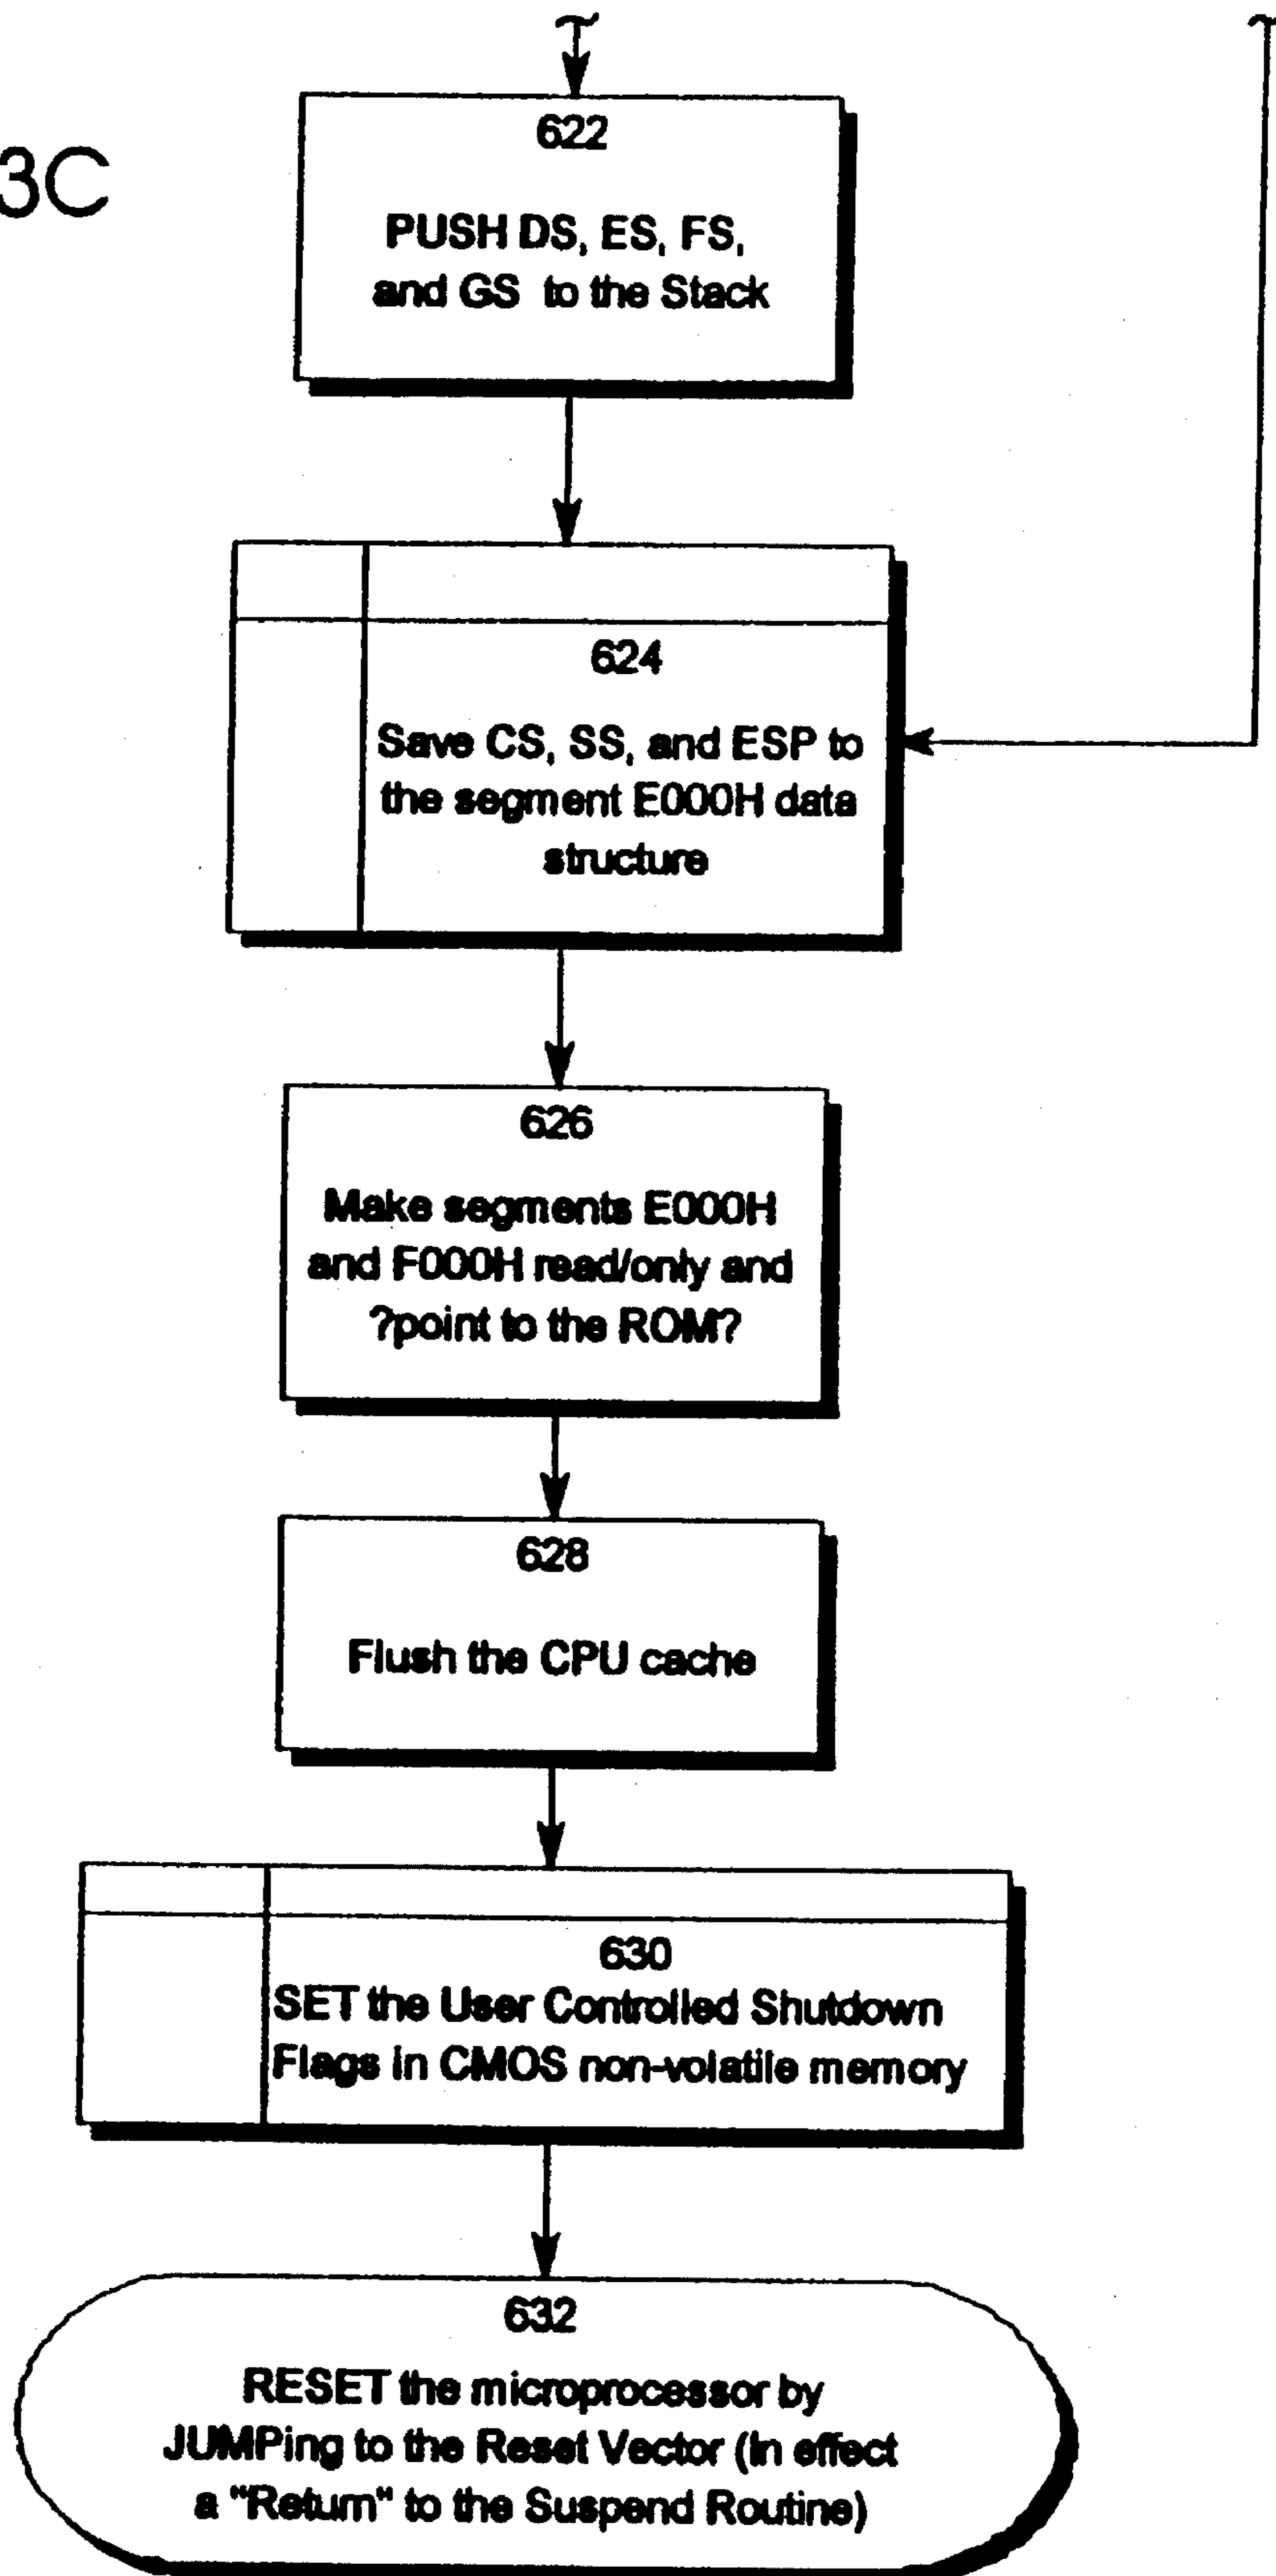 3C
622
PUSH DS, ES, FS,
and GS to the Stack
624
Save CS, SS, and ESP to
the segment E000H data
structure
626
Make segments E000H
and F000H read/only and
?point to the ROM?
628
Flush the CPU cache
630
SET the User Controlled Shutdown
Flags in CMOS non-volatile memory
632
RESET the microprocessor by
JUMPing to the Reset Vector (in effect
a "Return" to the Suspend Routine)